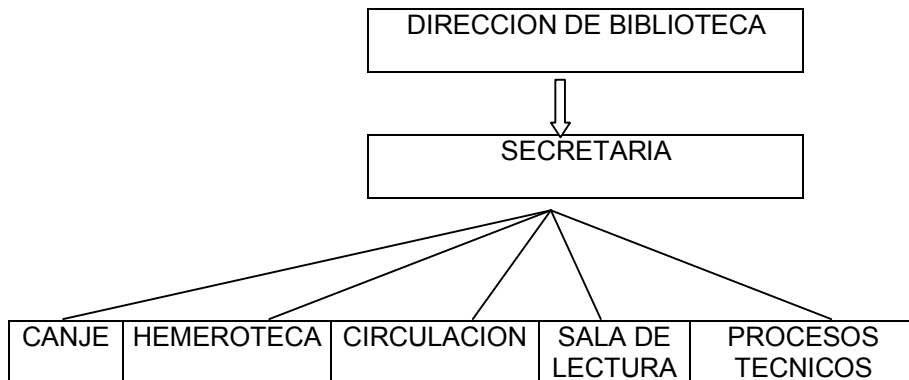 DIRECCION DE BIBLIOTECA
SECRETARIA
CANJE
HEMEROTECA
CIRCULACION
SALA DE
LECTURA
PROCESOS
TECNICOS